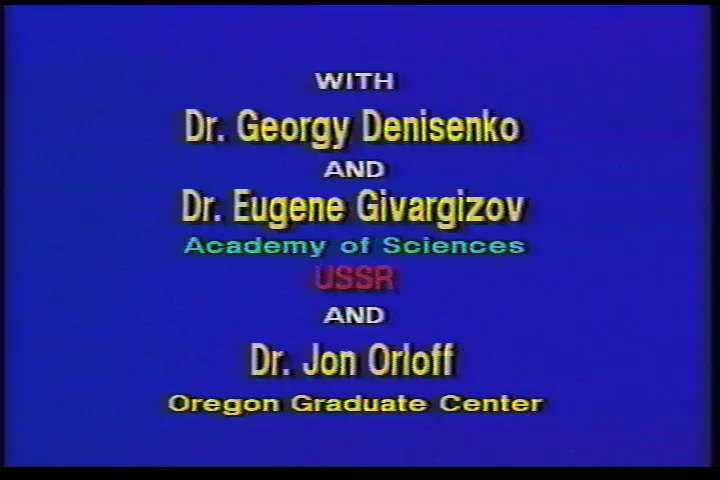 WITH
Dr. Georgy Denisenko
AND
Dr. Eugene Givargizov
Academy of Sciences
USSR
AND
Dr. Jon Orloff
Oregon Graduate Center